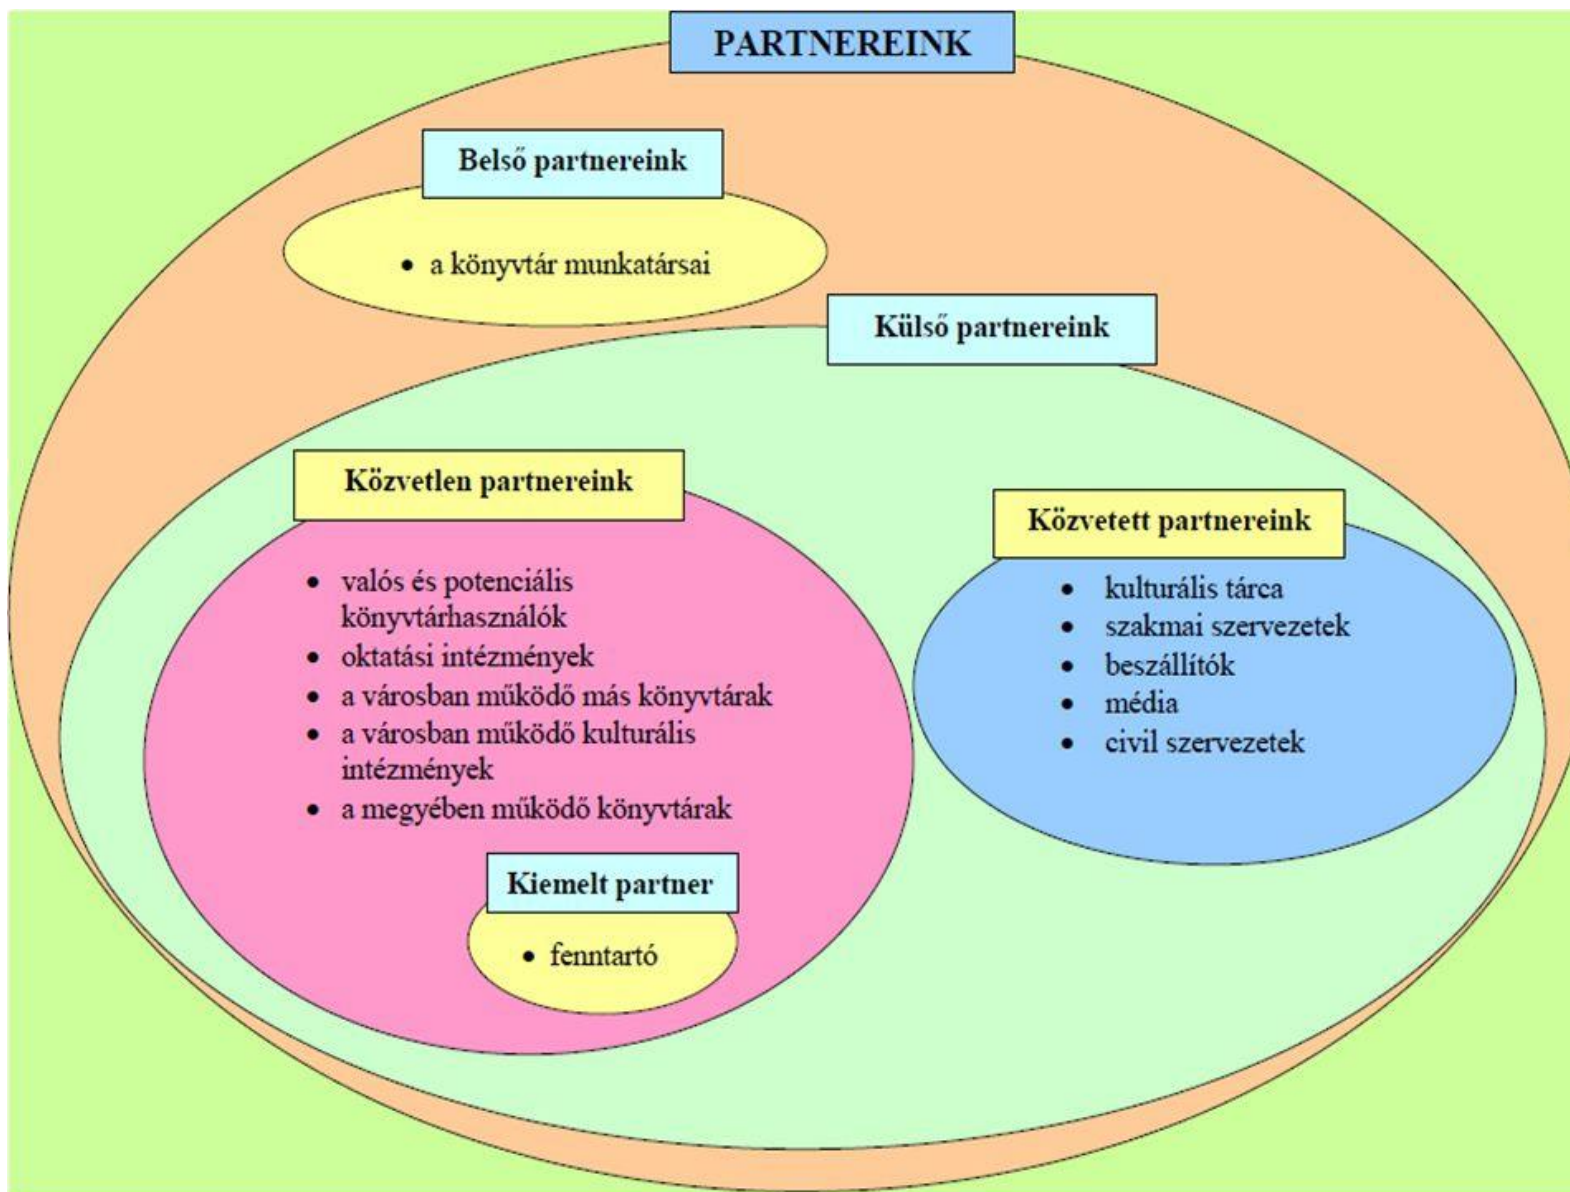 PARTNEREINK
Belső partnereink
• a könyvtár munkatársai
Külső partnereink
Közvetlen partnereink
• valós és potenciális
könyvtárhasználók
• oktatási intézmények
• a városban működő más könyvtárak
• a városban működő kulturális
intézmények
• a megyében működő könyvtárak
Kiemelt partner
• fenntartó
Közvetett partnereink
• kulturális tárca
• szakmai szervezetek
• beszállítók
• média
• civil szervezetek